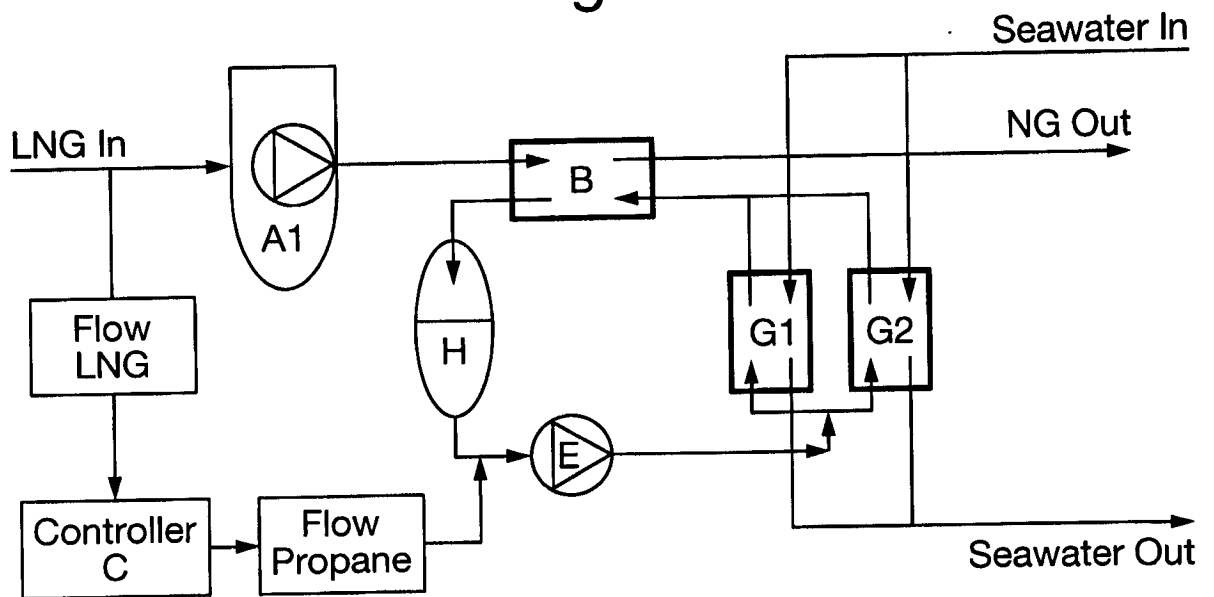 Seawater In
NG Out
LNG In
B
A1
G1
G2
Flow
LNG
H
E
Controller
C
Flow
Propane
Seawater Out